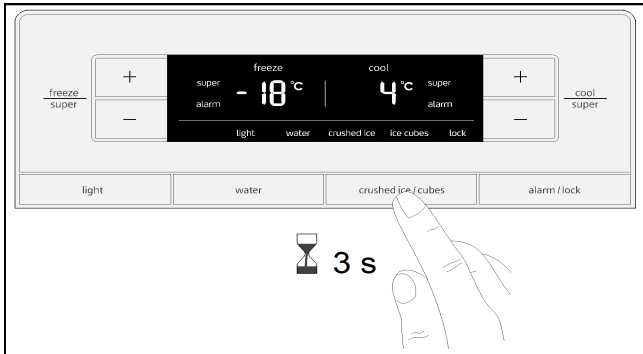 freeze cool
super -18 °C 4 °C super
alarm alarm
light water crushed ice ice cubes lock
freeze
super
+
–
+
–
cool
super
light water crushed ice / cubes alarm / lock
3 s